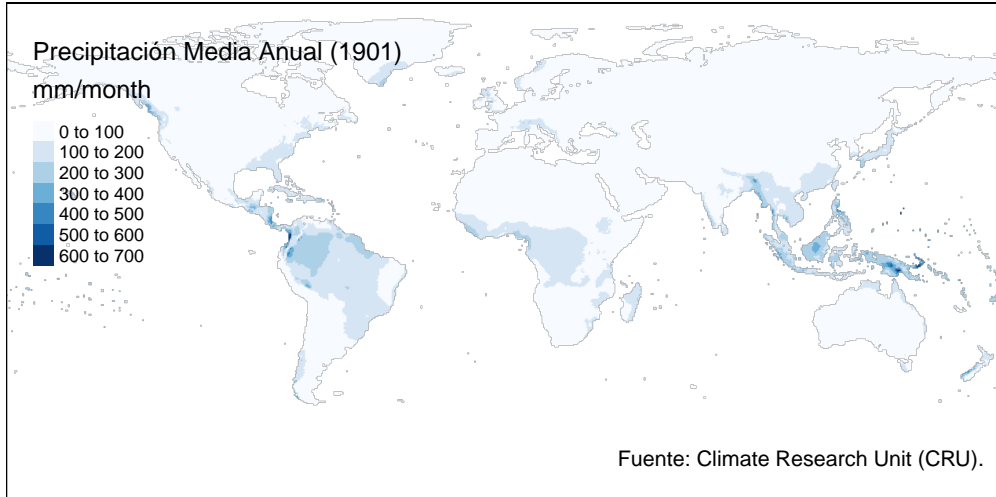 Precipitación Media Anual (1901)
mm/month
0 to 100
100 to 200
200 to 300
300 to 400
400 to 500
500 to 600
600 to 700
Fuente: Climate Research Unit (CRU).